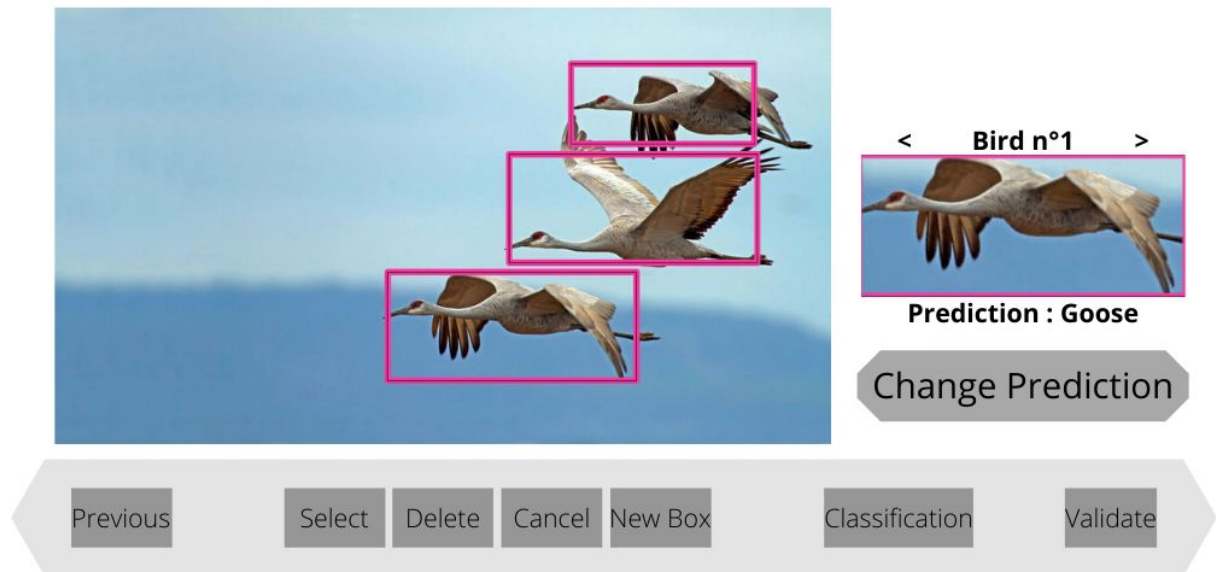 < Bird n°1 >
Prediction : Goose
Change Prediction
Previous Select Delete Cancel New Box Classification Validate